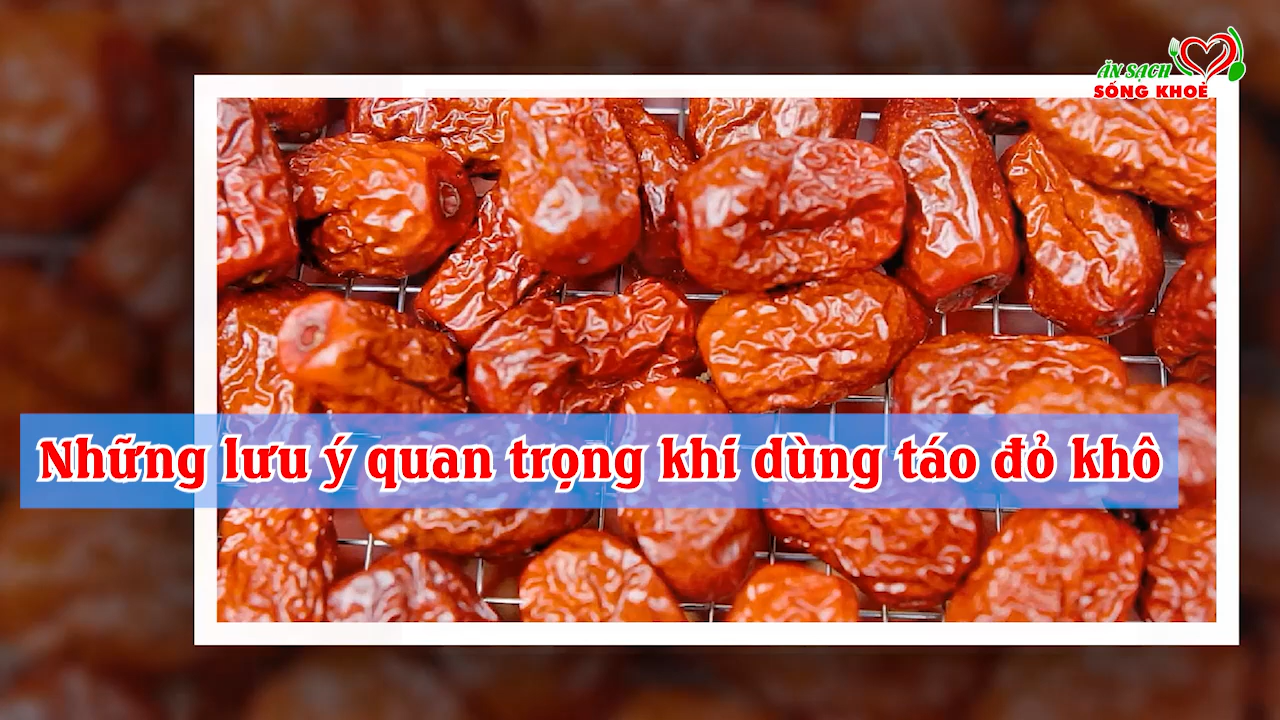 ĂN SẠCH
SỐNG KHOẺ
Những lưu ý quan trọng khi dùng táo đỏ khô